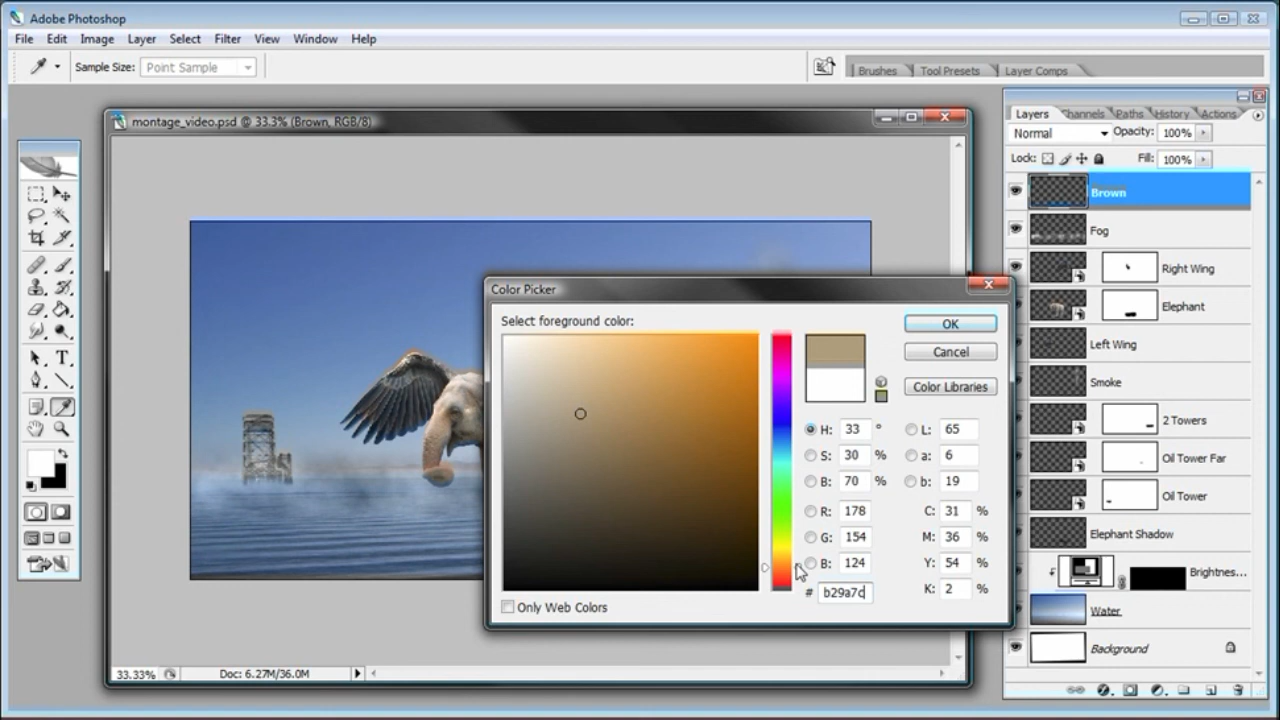 Adobe Photoshop
File Edit Image Layer Select Filter View Window Help
Sample Size: Point Sample
Brushes Tool Presets Layer Comps
montage_video.psd @ 33.3% (Brown, RGB/8)
Layers Channels Paths History Actions
Normal Opacity: 100%
Lock: Fill: 100%
Brown
Fog
Right Wing
Elephant
Left Wing
Smoke
2 Towers
Oil Tower Far
Oil Tower
Elephant Shadow
Brightnes...
Water
Background
Color Picker
Select foreground color:
OK
Cancel
Color Libraries
H: 33 ° L: 65
S: 30 % a: 6
B: 70 % b: 19
R: 178 C: 31 %
G: 154 M: 36 %
B: 124 Y: 54 %
# b29a7c K: 2 %
Only Web Colors
33.33% Doc: 6.27M/36.0M